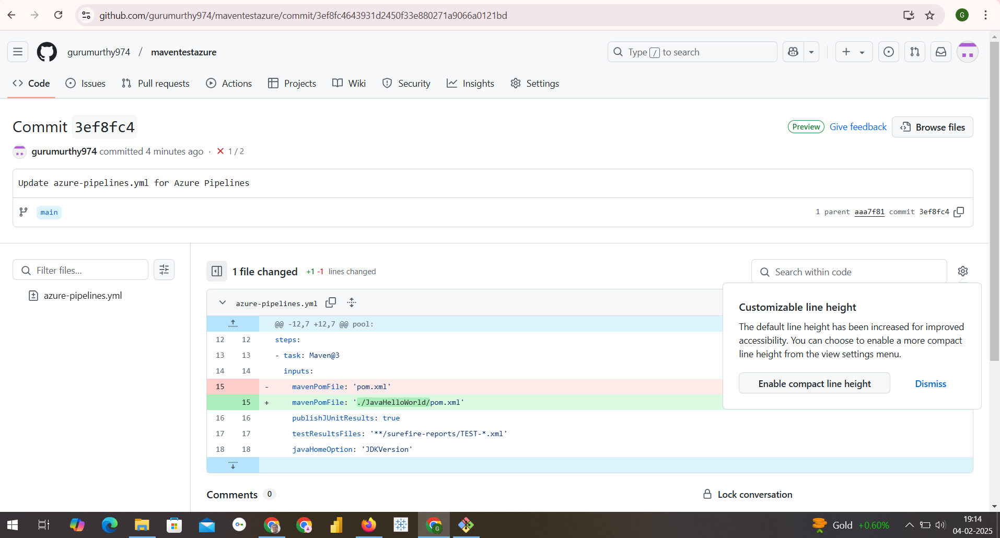 github.com/gurumurthy974/maventestazure/commit/3ef8fc4643931d2450f33e880271a9066a0121bd
G
gurumurthy974 / maventestazure
Type / to search
Code Issues Pull requests Actions Projects Wiki Security Insights Settings
Commit 3ef8fc4
Preview Give feedback Browse files
gurumurthy974 committed 4 minutes ago · 1 / 2
Update azure-pipelines.yml for Azure Pipelines
main
1 parent aaa7f81 commit 3ef8fc4
Filter files...
azure-pipelines.yml
1 file changed +1 -1 lines changed
Search within code
azure-pipelines.yml
@@ -12,7 +12,7 @@ pool:
12 12 steps:
13 13 - task: Maven@3
14 14 inputs:
15 - mavenPomFile: 'pom.xml'
15 + mavenPomFile: './JavaHelloWorld/pom.xml'
16 16 publishJUnitResults: true
17 17 testResultsFiles: '**/surefire-reports/TEST-*.xml'
18 18 javaHomeOption: 'JDKVersion'
Customizable line height
The default line height has been increased for improved
accessibility. You can choose to enable a more compact
line height from the view settings menu.
Enable compact line height Dismiss
Comments 0
Lock conversation
G
Gold +0.60%
19:14
04-02-2025